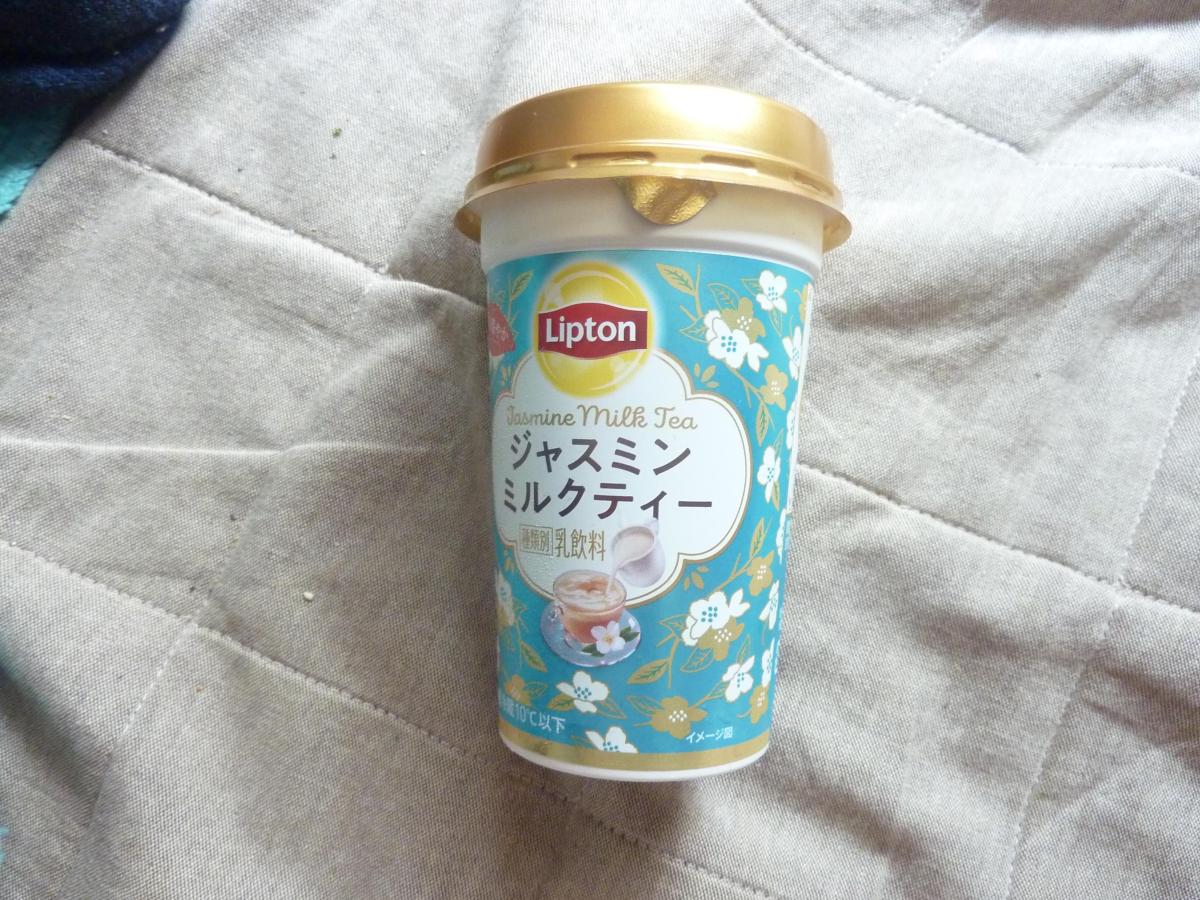 Lipton
Jasmine Milk Tea
ジャスミン
ミルクティー
種類別 乳飲料
10℃以下
イメージ図